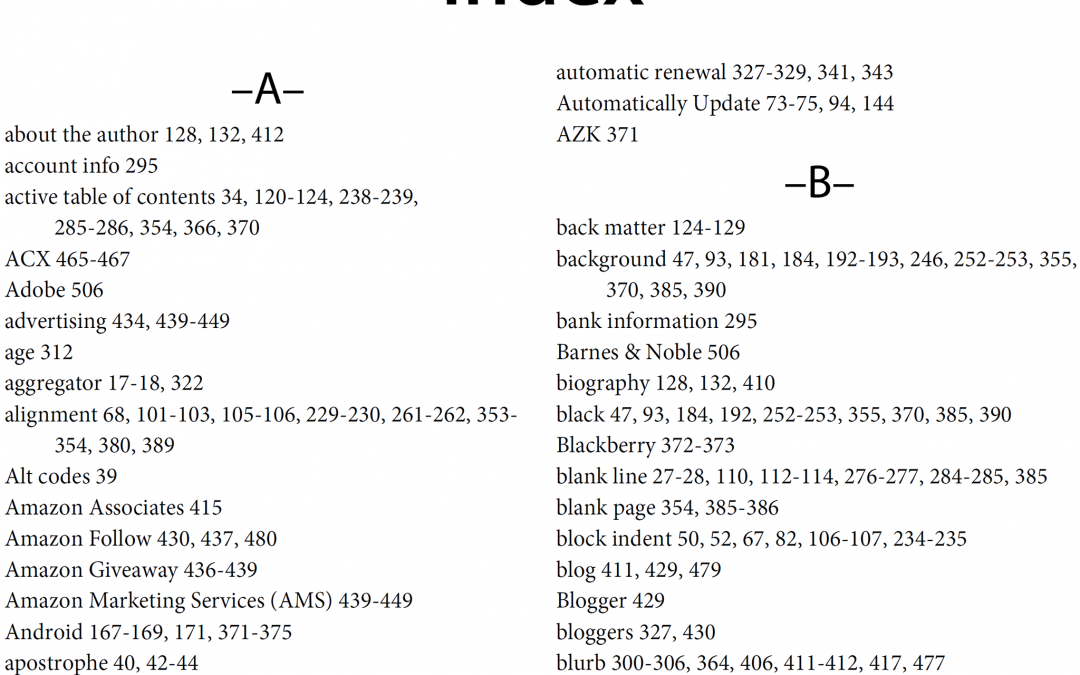 Index
–A–
about the author 128, 132, 412
account info 295
active table of contents 34, 120-124, 238-239,
285-286, 354, 366, 370
ACX 465-467
Adobe 506
advertising 434, 439-449
age 312
aggregator 17-18, 322
alignment 68, 101-103, 105-106, 229-230, 261-262, 353-
354, 380, 389
Alt codes 39
Amazon Associates 415
Amazon Follow 430, 437, 480
Amazon Giveaway 436-439
Amazon Marketing Services (AMS) 439-449
Android 167-169, 171, 371-375
apostrophe 40, 42-44
automatic renewal 327-329, 341, 343
Automatically Update 73-75, 94, 144
AZK 371
–B–
back matter 124-129
background 47, 93, 181, 184, 192-193, 246, 252-253, 355,
370, 385, 390
bank information 295
Barnes & Noble 506
biography 128, 132, 410
black 47, 93, 184, 192, 252-253, 355, 370, 385, 390
Blackberry 372-373
blank line 27-28, 110, 112-114, 276-277, 284-285, 385
blank page 354, 385-386
block indent 50, 52, 67, 82, 106-107, 234-235
blog 411, 429, 479
Blogger 429
bloggers 327, 430
blurb 300-306, 364, 406, 411-412, 417, 477